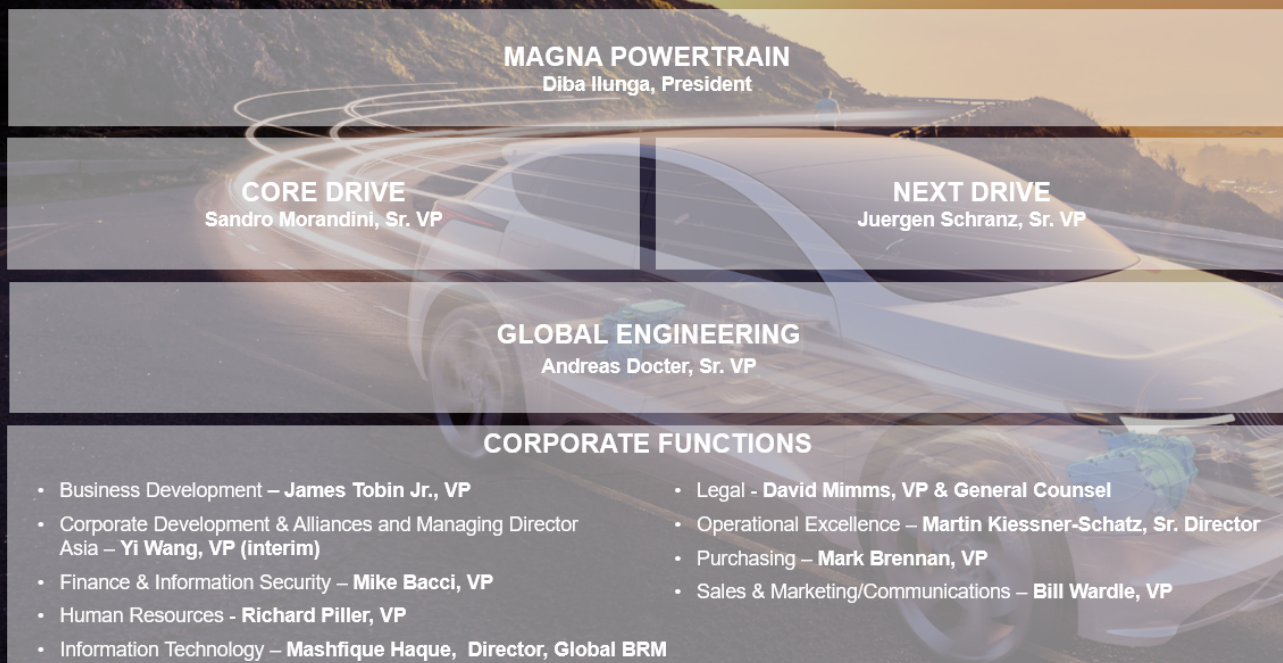 MAGNA POWERTRAIN
Diba Ilunga, President
CORE DRIVE
Sandro Morandini, Sr. VP
NEXT DRIVE
Juergen Schranz, Sr. VP
GLOBAL ENGINEERING
Andreas Docter, Sr. VP
CORPORATE FUNCTIONS
• Business Development – James Tobin Jr., VP
• Corporate Development & Alliances and Managing Director
Asia – Yi Wang, VP (interim)
• Finance & Information Security – Mike Bacci, VP
• Human Resources - Richard Piller, VP
• Information Technology – Mashfique Haque, Director, Global BRM
• Legal - David Mimms, VP & General Counsel
• Operational Excellence – Martin Kiessner-Schatz, Sr. Director
• Purchasing – Mark Brennan, VP
• Sales & Marketing/Communications – Bill Wardle, VP